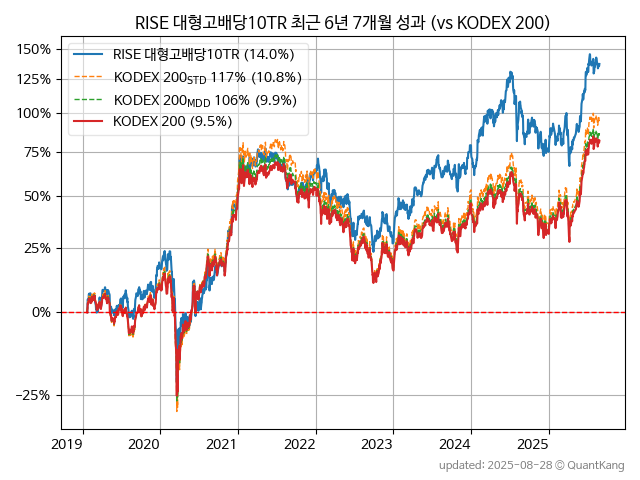 RISE 대형고배당10TR 최근 6년 7개월 성과 (vs KODEX 200)
RISE 대형고배당10TR (14.0%)
KODEX 200STD 117% (10.8%)
KODEX 200MDD 106% (9.9%)
KODEX 200 (9.5%)
150%
125%
100%
75%
50%
25%
0%
−25%
2019 2020 2021 2022 2023 2024 2025
updated: 2025-08-28 © QuantKang